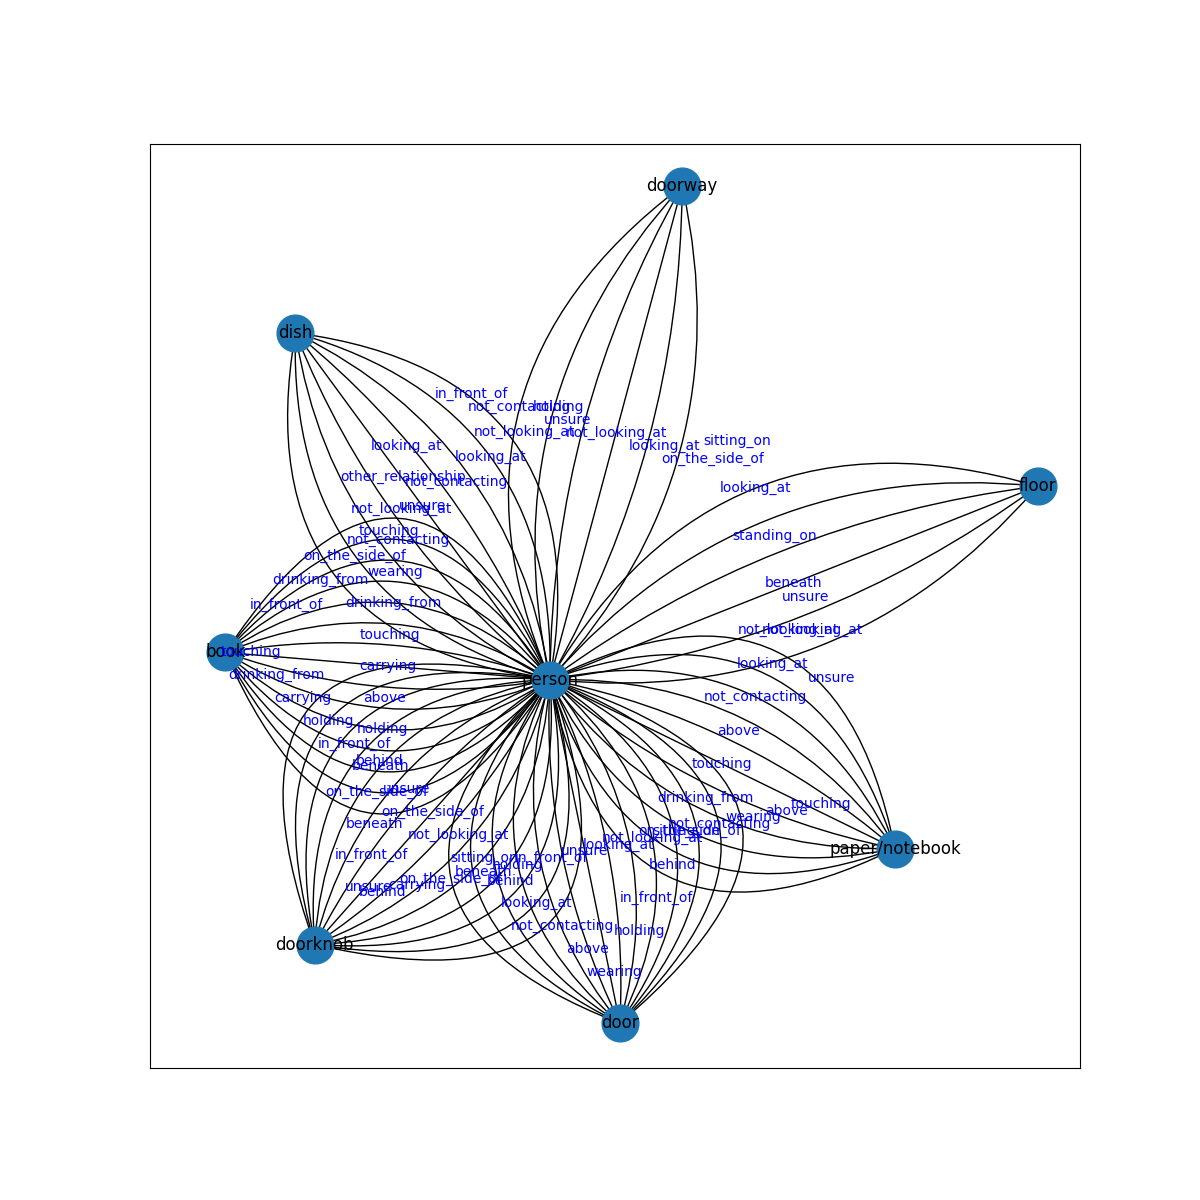 doorway
dish
in_front_of
not_contacting
holding
unsure
not_looking_at
not_looking_at
sitting_on
looking_at
looking_at
looking_at
on_the_side_of
other_relationship
not_contacting
floor
looking_at
not_looking_at
unsure
touching
standing_on
not_contacting
on_the_side_of
wearing
drinking_from
beneath
unsure
in_front_of
drinking_from
not_looking_at
not_looking_at
touching
book
touching
carrying
looking_at
drinking_from
unsure
person
carrying
above
not_contacting
holding
holding
above
in_front_of
behind
beneath
touching
on_the_side_of
unsure
drinking_from
touching
on_the_side_of
above
wearing
beneath
not_contacting
not_looking_at
on_the_side_of
not_looking_at
looking_at
paper/notebook
unsure
in_front_of
sitting_on
in_front_of
holding
behind
beneath
on_the_side_of
behind
unsure
carrying
behind
in_front_of
looking_at
not_contacting
holding
doorknob
above
wearing
door